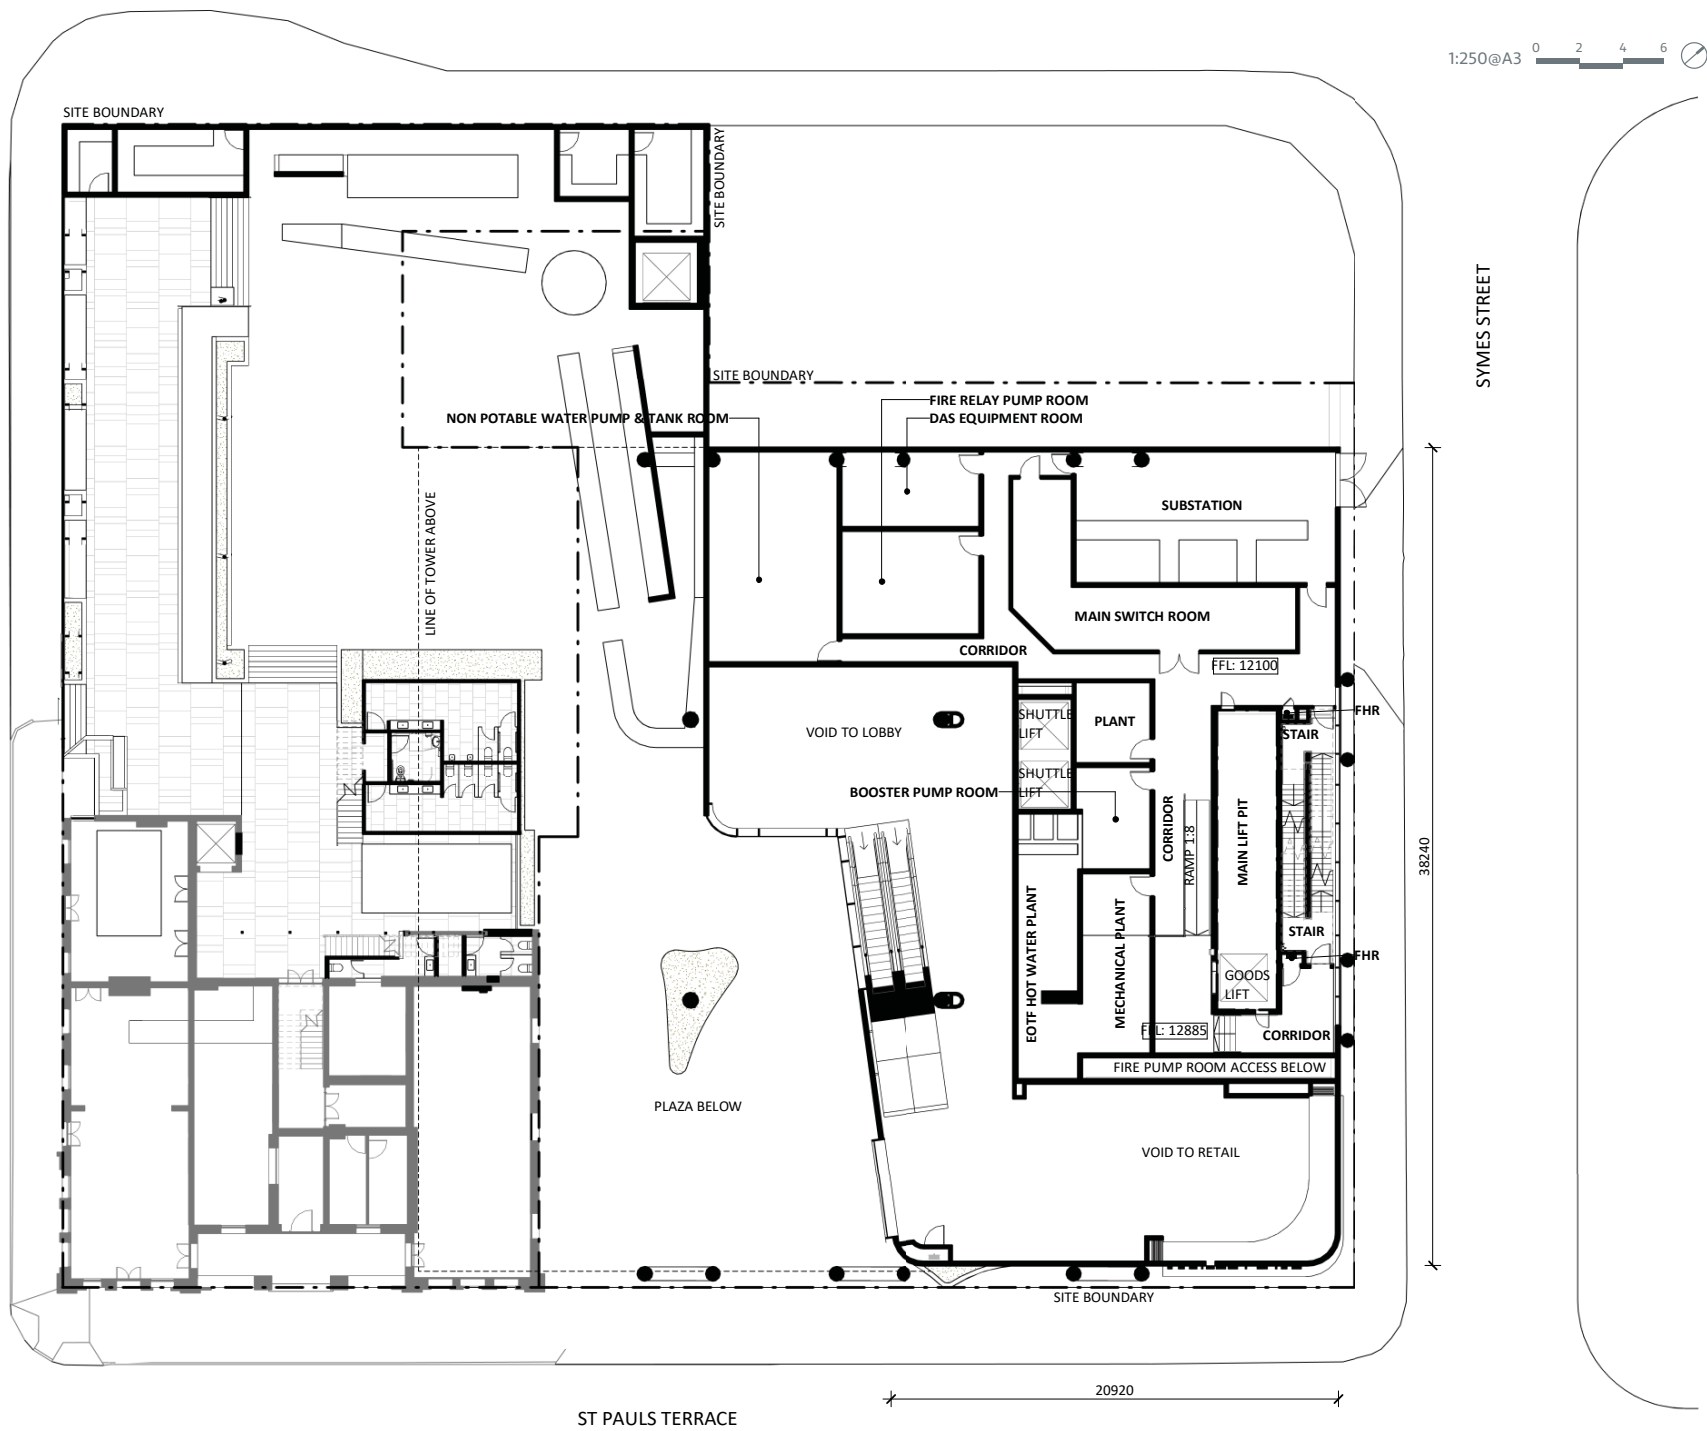 1:250@A3
0 2 4 6
SITE BOUNDARY
SITE BOUNDARY
SYMES STREET
SITE BOUNDARY
FIRE RELAY PUMP ROOM
NON POTABLE WATER PUMP & TANK ROOM
DAS EQUIPMENT ROOM
LINE OF TOWER ABOVE
SUBSTATION
MAIN SWITCH ROOM
CORRIDOR
FFL: 12100
SHUTTLE
LIFT
PLANT
FHR
STAIR
VOID TO LOBBY
SHUTTLE
LIFT
BOOSTER PUMP ROOM
CORRIDOR
RAMP 1:8
MAIN LIFT PIT
38240
EOTF HOT WATER PLANT
MECHANICAL PLANT
STAIR
FHR
GOODS
LIFT
FFL: 12885
CORRIDOR
FIRE PUMP ROOM ACCESS BELOW
PLAZA BELOW
VOID TO RETAIL
SITE BOUNDARY
20920
ST PAULS TERRACE